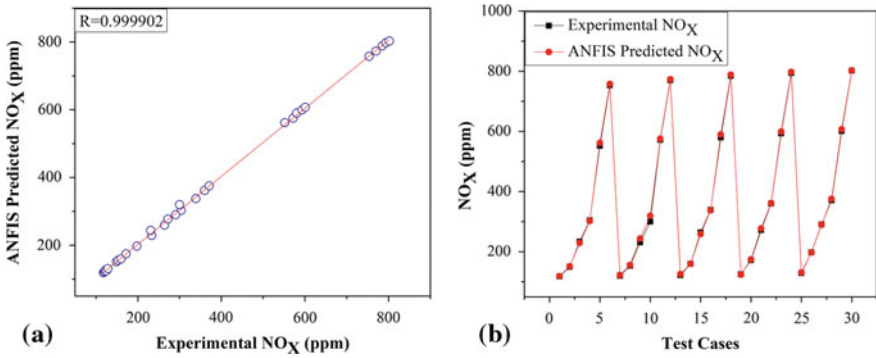 R=0.999902
800
600
400
200
200
400
600
800
ANFIS Predicted NOX (ppm)
Experimental NOX (ppm)
(a)
Experimental NOX
ANFIS Predicted NOX
1000
800
600
400
200
0
5
10
15
20
25
30
NOX (ppm)
Test Cases
(b)